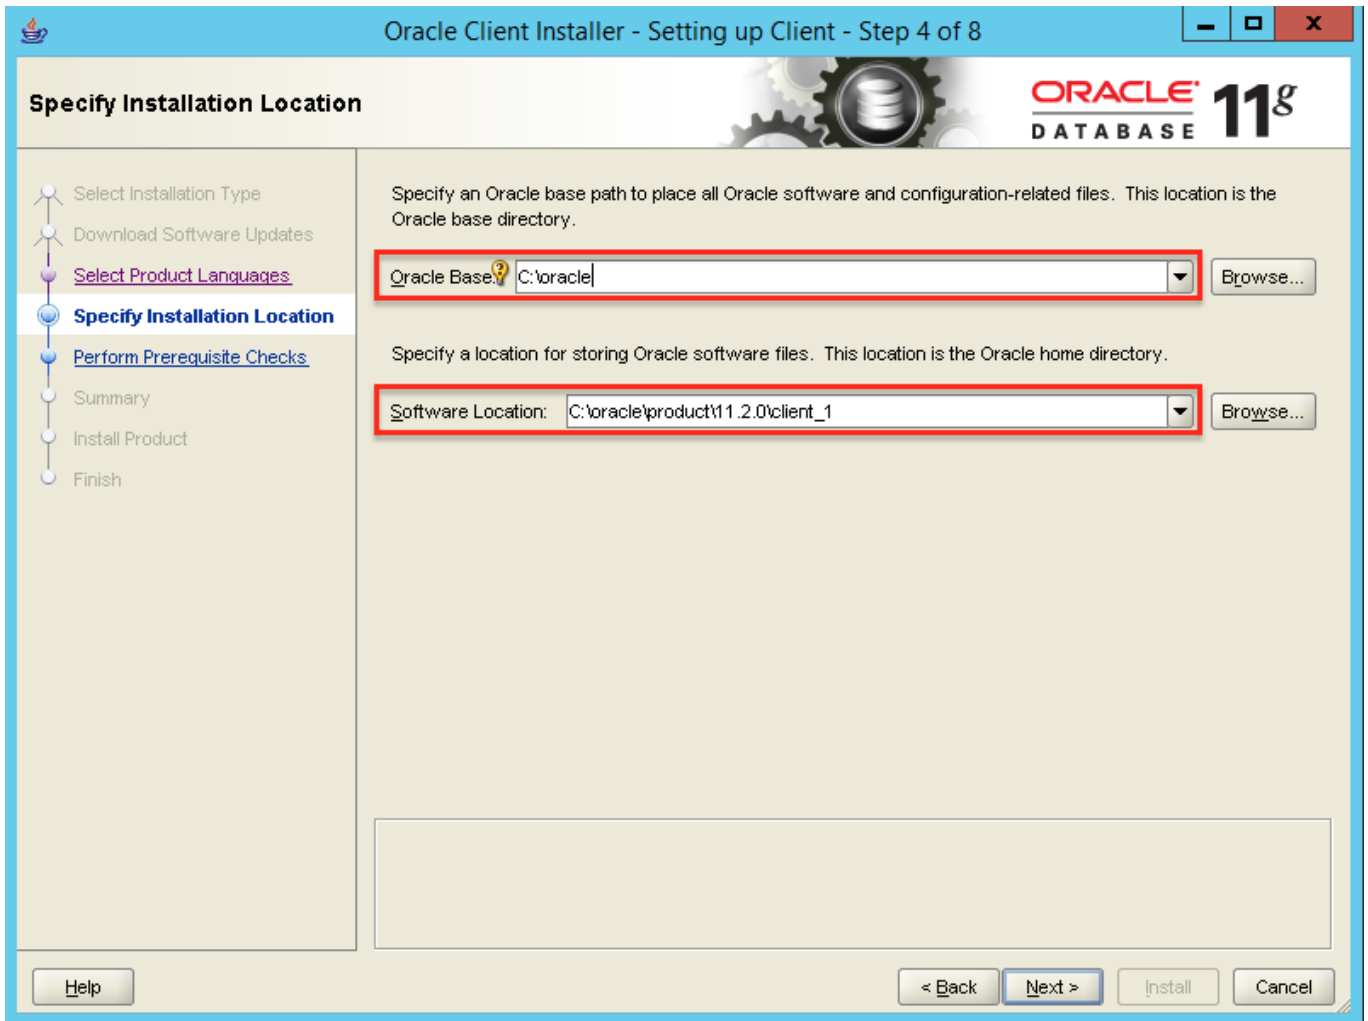 Oracle Client Installer - Setting up Client - Step 4 of 8
Specify Installation Location
ORACLE
DATABASE
11g
Select Installation Type
Download Software Updates
Select Product Languages
Specify Installation Location
Perform Prerequisite Checks
Summary
Install Product
Finish
Specify an Oracle base path to place all Oracle software and configuration-related files. This location is the
Oracle base directory.
Oracle Base: C:\oracle Browse...
Specify a location for storing Oracle software files. This location is the Oracle home directory.
Software Location: C:\oracle\product\11.2.0\client_1 Browse...
Help < Back Next > Install Cancel